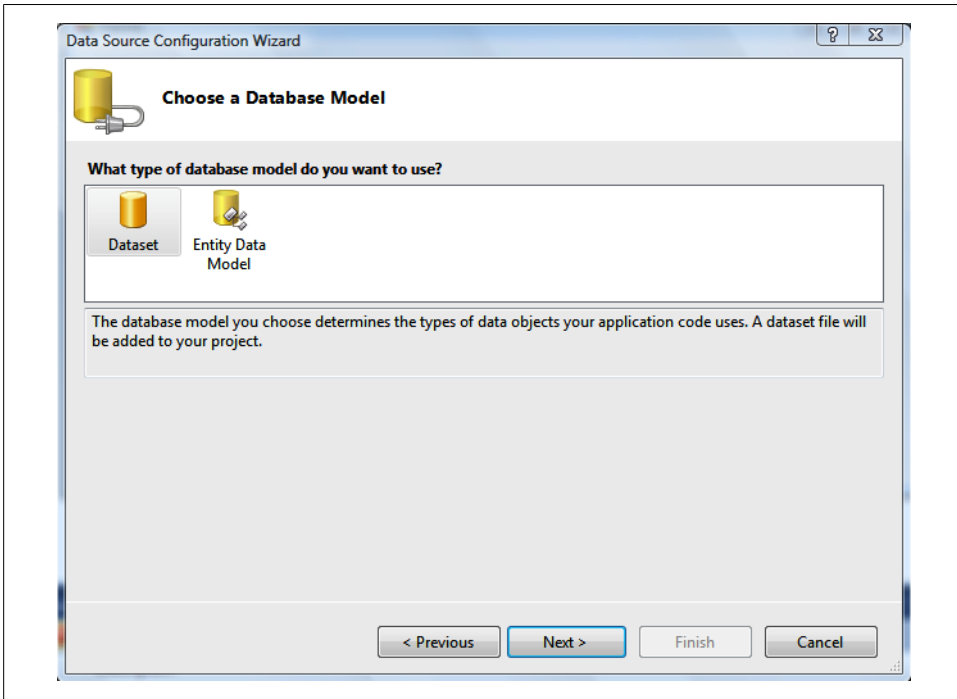 Data Source Configuration Wizard
Choose a Database Model
What type of database model do you want to use?
Dataset
Entity Data
Model
The database model you choose determines the types of data objects your application code uses. A dataset file will
be added to your project.
< Previous
Next >
Finish
Cancel